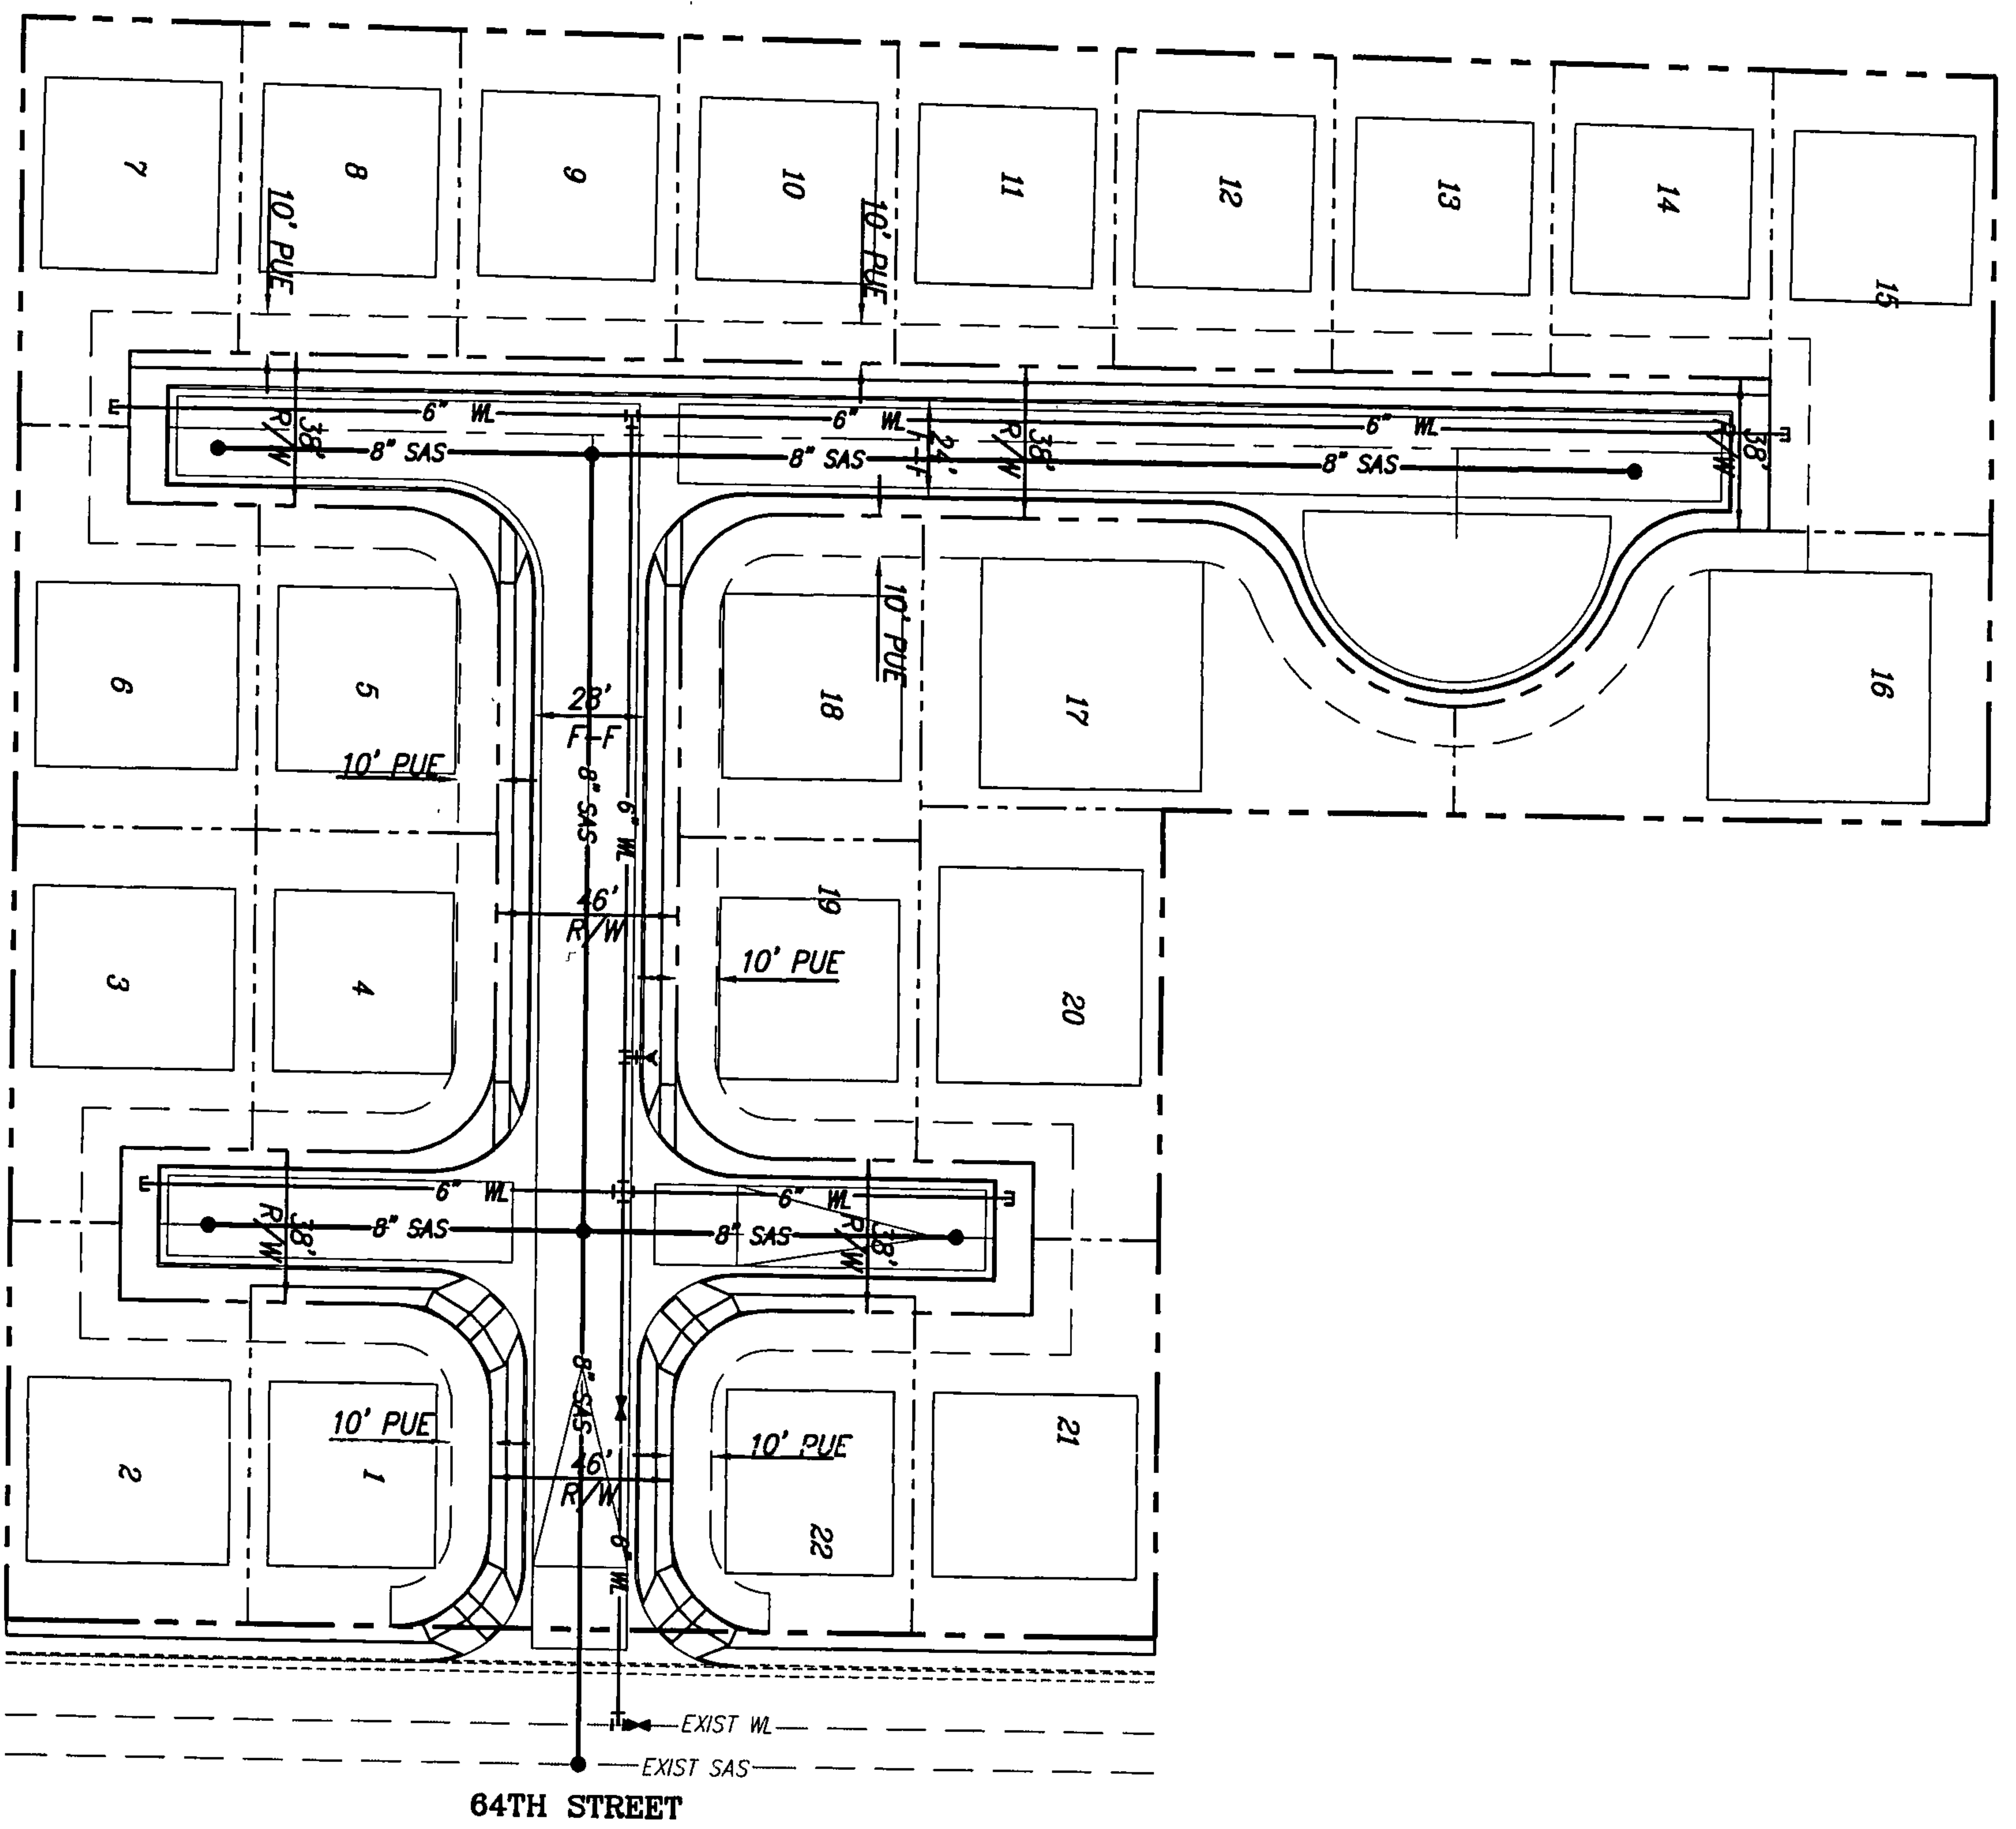 7
8
9
10
11
12
13
14
15
10' PUE
10' PUE
6" WL
6" WL
6" WL
38'
R/W
24'
F-F
38'
R/W
38'
R/W
8" SAS
8" SAS
8" SAS
6
5
10' PUE
18
17
16
28'
F-F
10' PUE
8" SAS
6" WL
3
4
46'
R/W
19
10' PUE
20
6" WL
6" WL
38'
R/W
38'
R/W
8" SAS
8" SAS
2
1
10' PUE
8" SAS
46'
R/W
10' PUE
21
22
6" WL
EXIST WL
EXIST SAS
64TH STREET